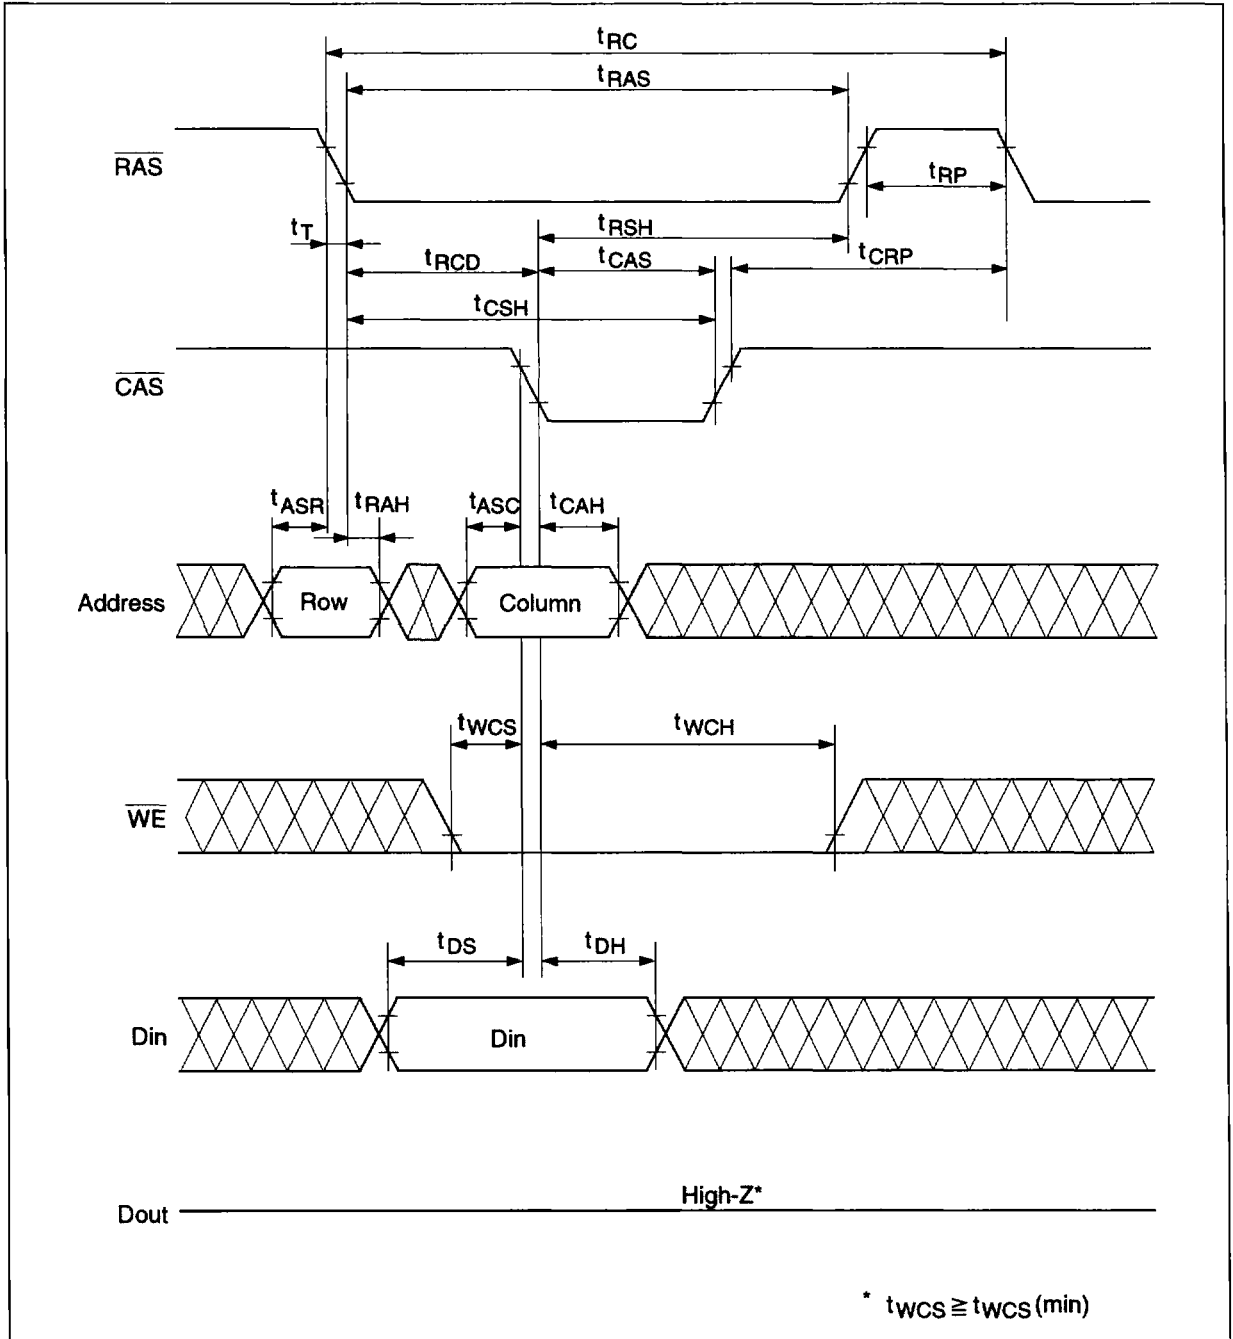 tRC
tRAS
RAS
tRP
tT
tRSH
tRCD
tCAS
tCRP
tCSH
CAS
tASR
tRAH
tASC
tCAH
Address
Row
Column
tWCS
tWCH
WE
tDS
tDH
Din
Din
High-Z*
Dout
* tWCS ≧ tWCS (min)